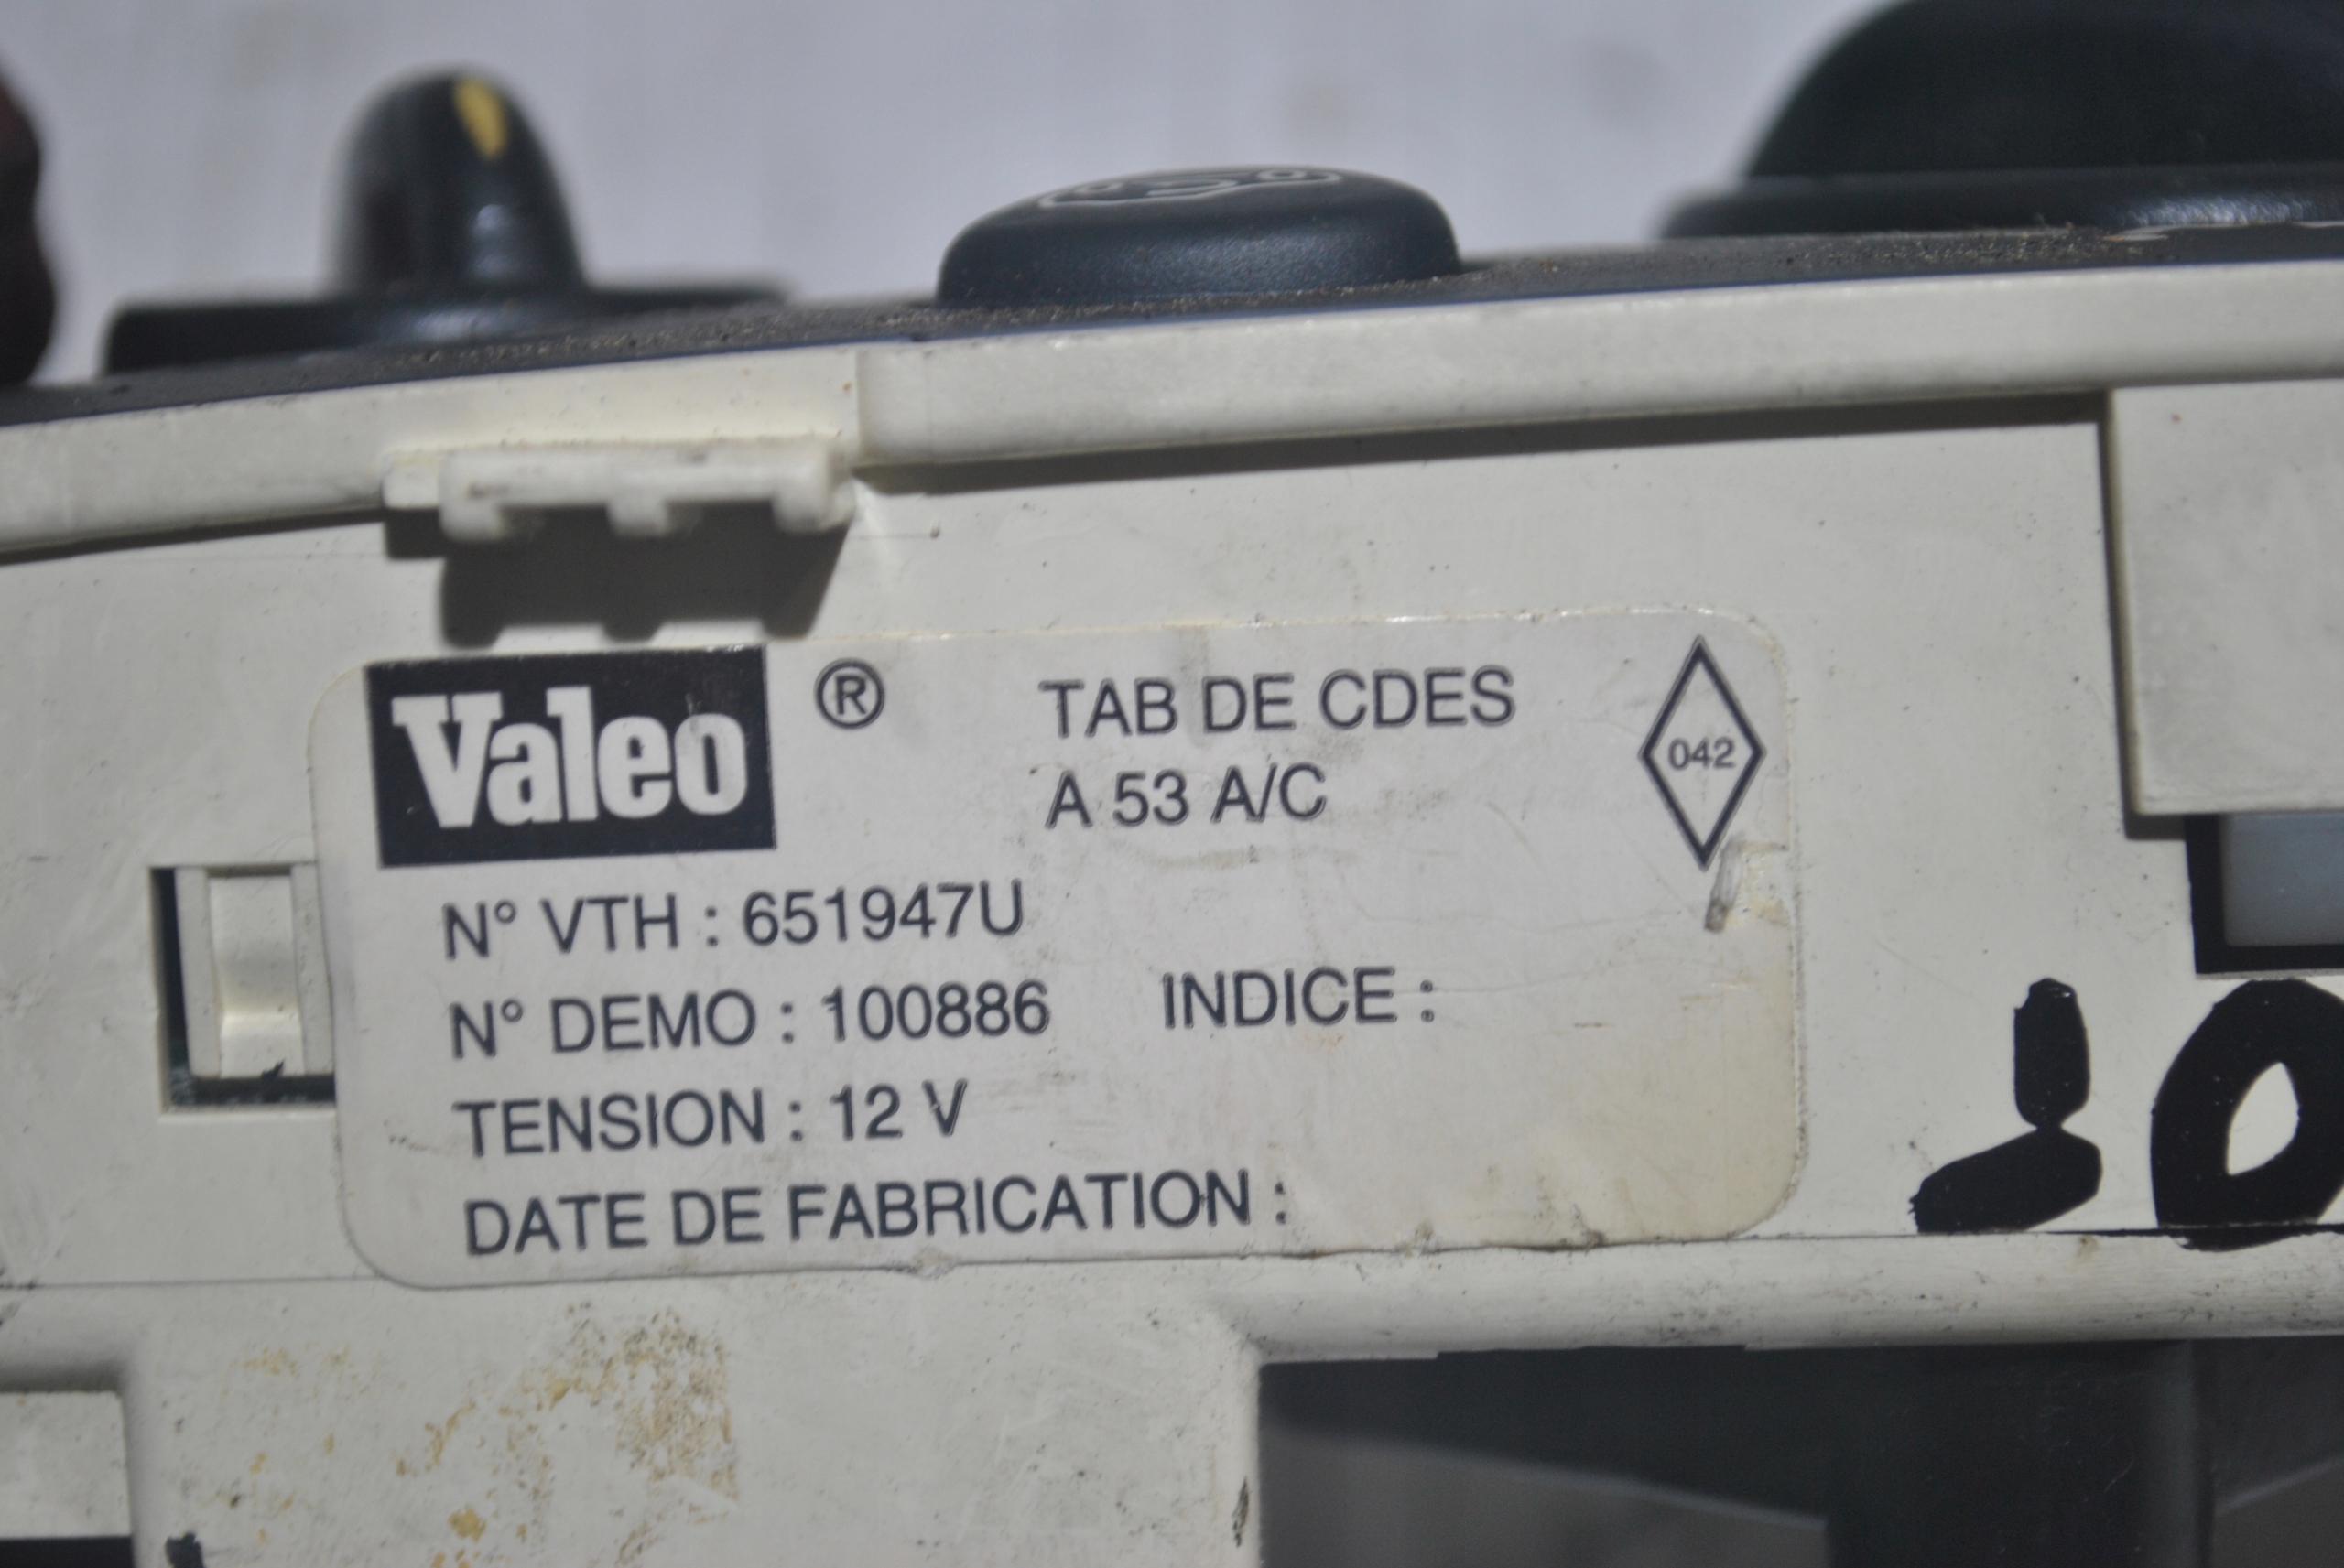 Valeo ® TAB DE CDES
A 53 A/C
042
N° VTH : 651947U
N° DEMO : 100886 INDICE :
TENSION : 12 V
DATE DE FABRICATION :